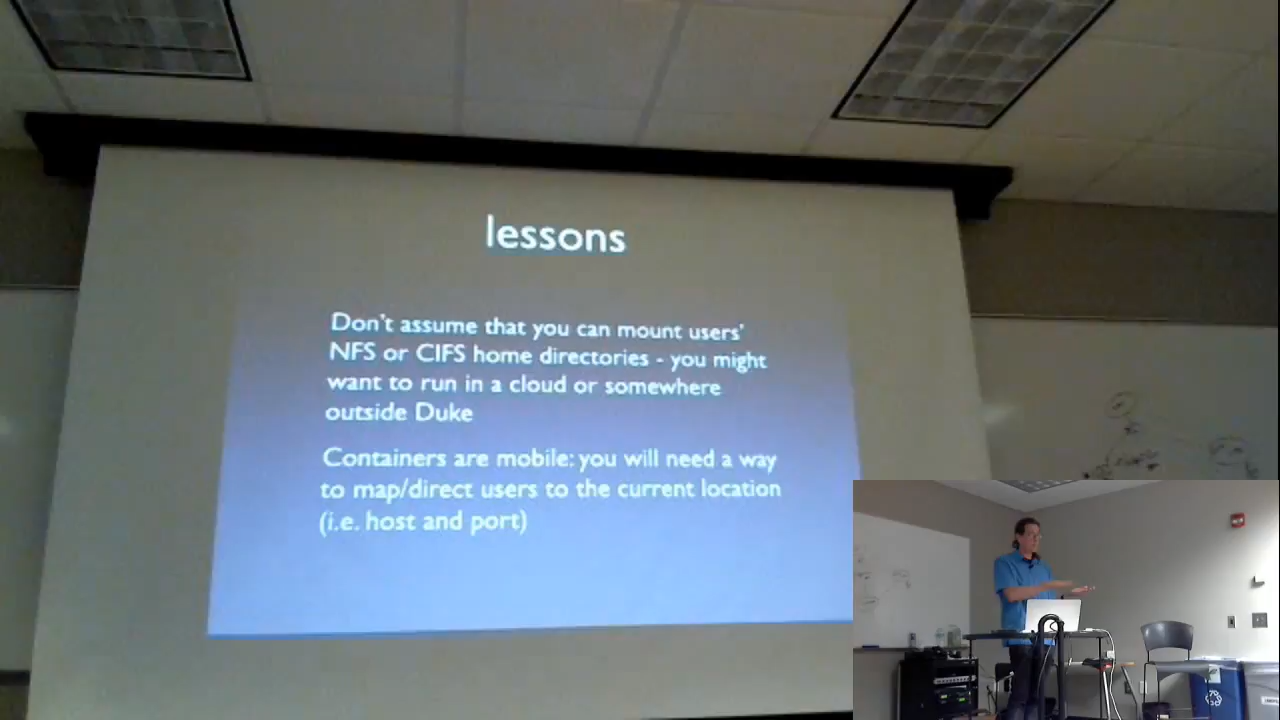 lessons
Don't assume that you can mount users'
NFS or CIFS home directories - you might
want to run in a cloud or somewhere
outside Duke
Containers are mobile: you will need a way
to map/direct users to the current location
(i.e. host and port)